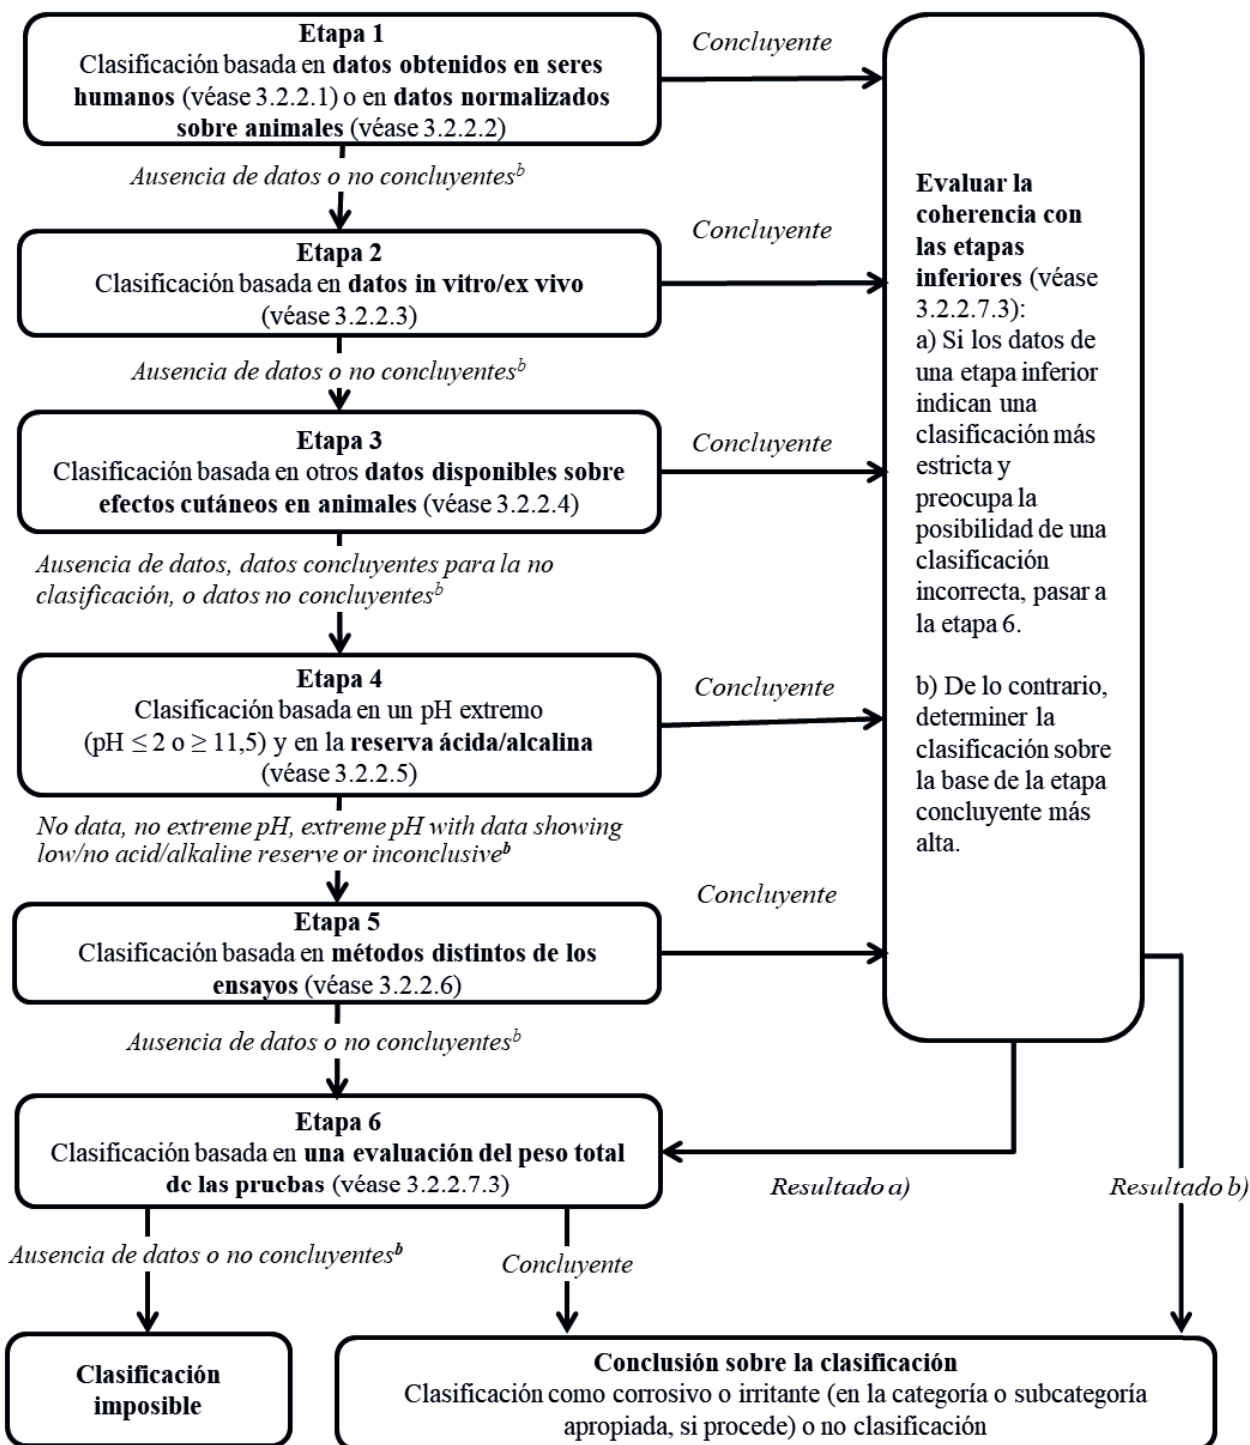 Etapa 1
Clasificación basada en datos obtenidos en seres
humanos (véase 3.2.2.1) o en datos normalizados
sobre animales (véase 3.2.2.2)
Concluyente
Ausencia de datos o no concluyentesᵇ
Etapa 2
Clasificación basada en datos in vitro/ex vivo
(véase 3.2.2.3)
Concluyente
Ausencia de datos o no concluyentesᵇ
Etapa 3
Clasificación basada en otros datos disponibles sobre
efectos cutáneos en animales (véase 3.2.2.4)
Concluyente
Ausencia de datos, datos concluyentes para la no
clasificación, o datos no concluyentesᵇ
Etapa 4
Clasificación basada en un pH extremo
(pH ≤ 2 o ≥ 11,5) y en la reserva ácida/alcalina
(véase 3.2.2.5)
Concluyente
No data, no extreme pH, extreme pH with data showing
low/no acid/alkaline reserve or inconclusiveᵇ
Etapa 5
Clasificación basada en métodos distintos de los
ensayos (véase 3.2.2.6)
Concluyente
Ausencia de datos o no concluyentesᵇ
Etapa 6
Clasificación basada en una evaluación del peso total
de las pruebas (véase 3.2.2.7.3)
Evaluar la
coherencia con
las etapas
inferiores (véase
3.2.2.7.3):
a) Si los datos de
una etapa inferior
indican una
clasificación más
estricta y
preocupa la
posibilidad de una
clasificación
incorrecta, pasar a
la etapa 6.
b) De lo contrario,
determiner la
clasificación sobre
la base de la etapa
concluyente más
alta.
Resultado a)
Resultado b)
Ausencia de datos o no concluyentesᵇ
Concluyente
Clasificación
imposible
Conclusión sobre la clasificación
Clasificación como corrosivo o irritante (en la categoría o subcategoría
apropiada, si procede) o no clasificación